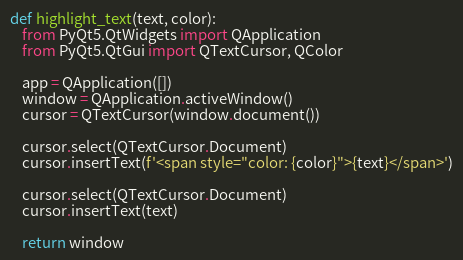 def highlight_text(text, color):
    from PyQt5.QtWidgets import QApplication
    from PyQt5.QtGui import QTextCursor, QColor

    app = QApplication([])
    window = QApplication.activeWindow()
    cursor = QTextCursor(window.document())

    cursor.select(QTextCursor.Document)
    cursor.insertText(f'<span style="color: {color}">{text}</span>')

    cursor.select(QTextCursor.Document)
    cursor.insertText(text)

    return window